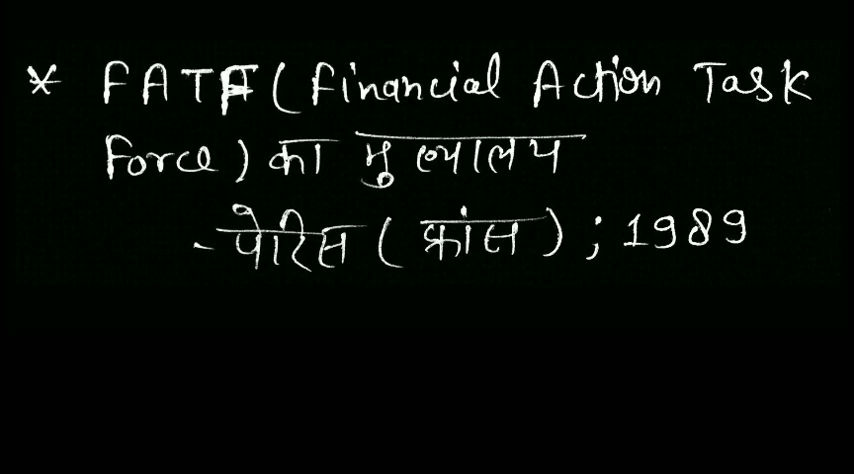 * FATF (Financial Action Task
Force) का मुख्यालय
- पेरिस (फ्रांस) ; 1989